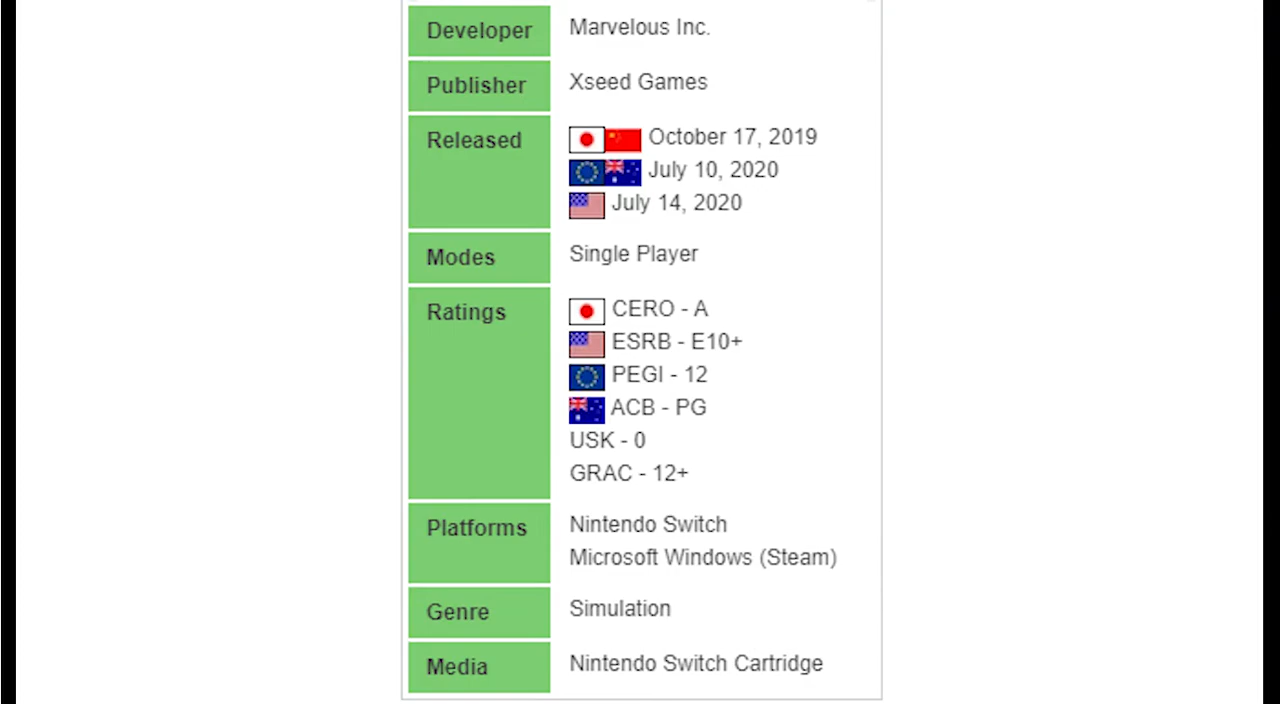 Developer
Marvelous Inc.
Publisher
Xseed Games
Released
October 17, 2019
July 10, 2020
July 14, 2020
Modes
Single Player
Ratings
CERO - A
ESRB - E10+
PEGI - 12
ACB - PG
USK - 0
GRAC - 12+
Platforms
Nintendo Switch
Microsoft Windows (Steam)
Genre
Simulation
Media
Nintendo Switch Cartridge